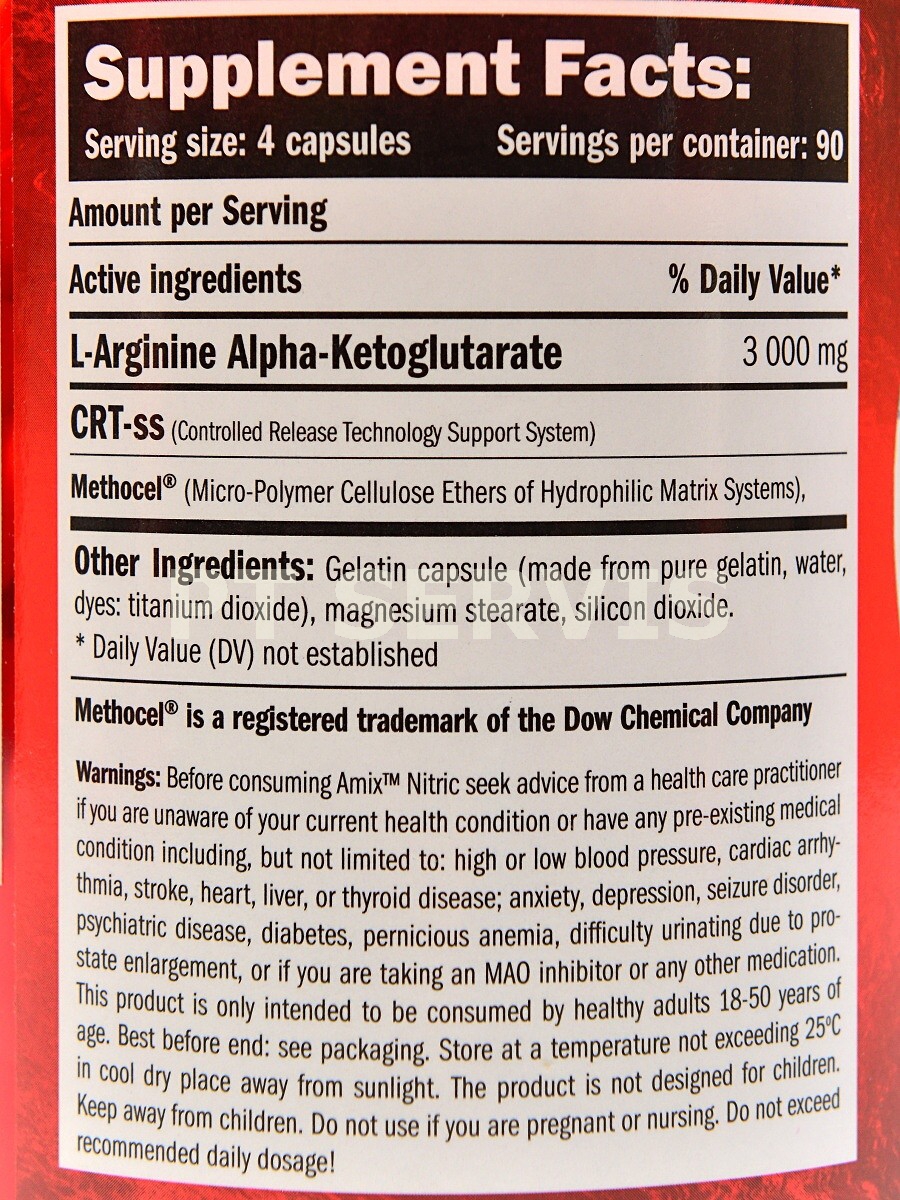 Supplement Facts:
Serving size: 4 capsules Servings per container: 90
Amount per Serving
Active ingredients % Daily Value*
L-Arginine Alpha-Ketoglutarate 3 000 mg
CRT-ss (Controlled Release Technology Support System)
Methocel® (Micro-Polymer Cellulose Ethers of Hydrophilic Matrix Systems),
Other Ingredients: Gelatin capsule (made from pure gelatin, water,
dyes: titanium dioxide), magnesium stearate, silicon dioxide.
PT SERVIS
* Daily Value (DV) not established
Methocel® is a registered trademark of the Dow Chemical Company
Warnings: Before consuming Amix™ Nitric seek advice from a health care practitioner
if you are unaware of your current health condition or have any pre-existing medical
condition including, but not limited to: high or low blood pressure, cardiac arrhy-
thmia, stroke, heart, liver, or thyroid disease; anxiety, depression, seizure disorder,
psychiatric disease, diabetes, pernicious anemia, difficulty urinating due to pro-
state enlargement, or if you are taking an MAO inhibitor or any other medication.
This product is only intended to be consumed by healthy adults 18-50 years of
age. Best before end: see packaging. Store at a temperature not exceeding 25ºC
in cool dry place away from sunlight. The product is not designed for children.
Keep away from children. Do not use if you are pregnant or nursing. Do not exceed
recommended daily dosage!